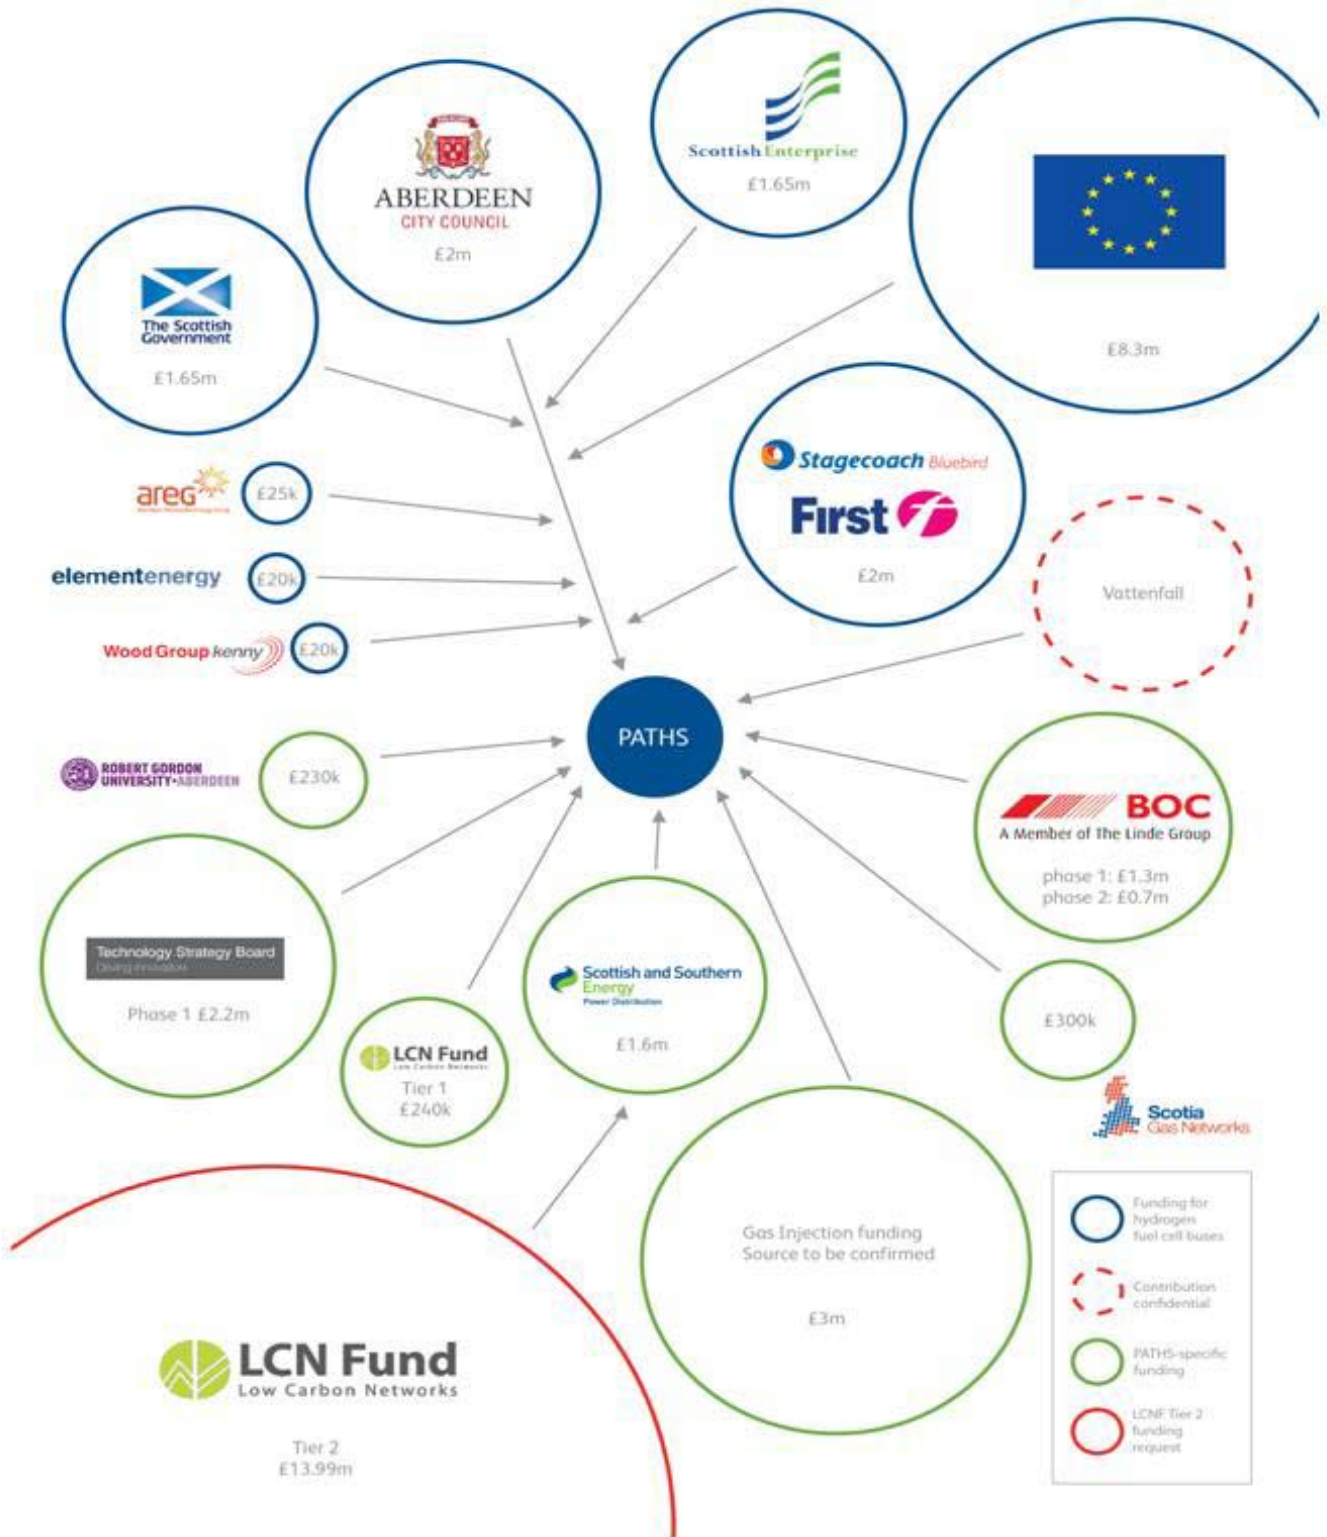 Scottish Enterprise
£1.65m
ABERDEEN
CITY COUNCIL
£2m
The Scottish
Government
£1.65m
£8.3m
Stagecoach Bluebird
First
£2m
areg
£25k
elementenergy
£20k
Wood Group kenny
£20k
Vattenfall
PATHS
ROBERT GORDON
UNIVERSITY•ABERDEEN
£230k
BOC
A Member of The Linde Group
phase 1: £1.3m
phase 2: £0.7m
Technology Strategy Board
Driving Innovation
Phase 1 £2.2m
Scottish and Southern
Energy
Power Distribution
£1.6m
LCN Fund
Low Carbon Networks
Tier 1
£240k
£300k
Scotia
Gas Networks
Gas Injection funding
Source to be confirmed
£3m
LCN Fund
Low Carbon Networks
Tier 2
£13.99m
Funding for
hydrogen
fuel cell buses
Contribution
confidential
PATHS-specific
funding
LCNF Tier 2
funding
request